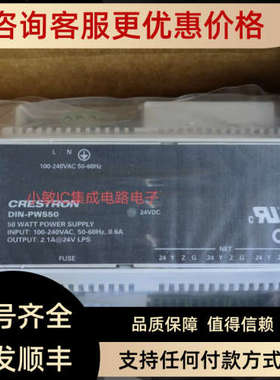 咨询客服更优惠价格
L N
100-240VAC 50-60Hz
小敏IC集成电路电子
CRESTRON
DIN-PWS50
50 WATT POWER SUPPLY
INPUT: 100-240VAC, 50-60Hz, 0.6A
OUTPUT: 2.1A@24V LPS
24VDC
FUSE
NET
24 Y Z G 24 Y Z G
号齐全
品质保障 值得信赖
发顺丰
支持任何付款方式